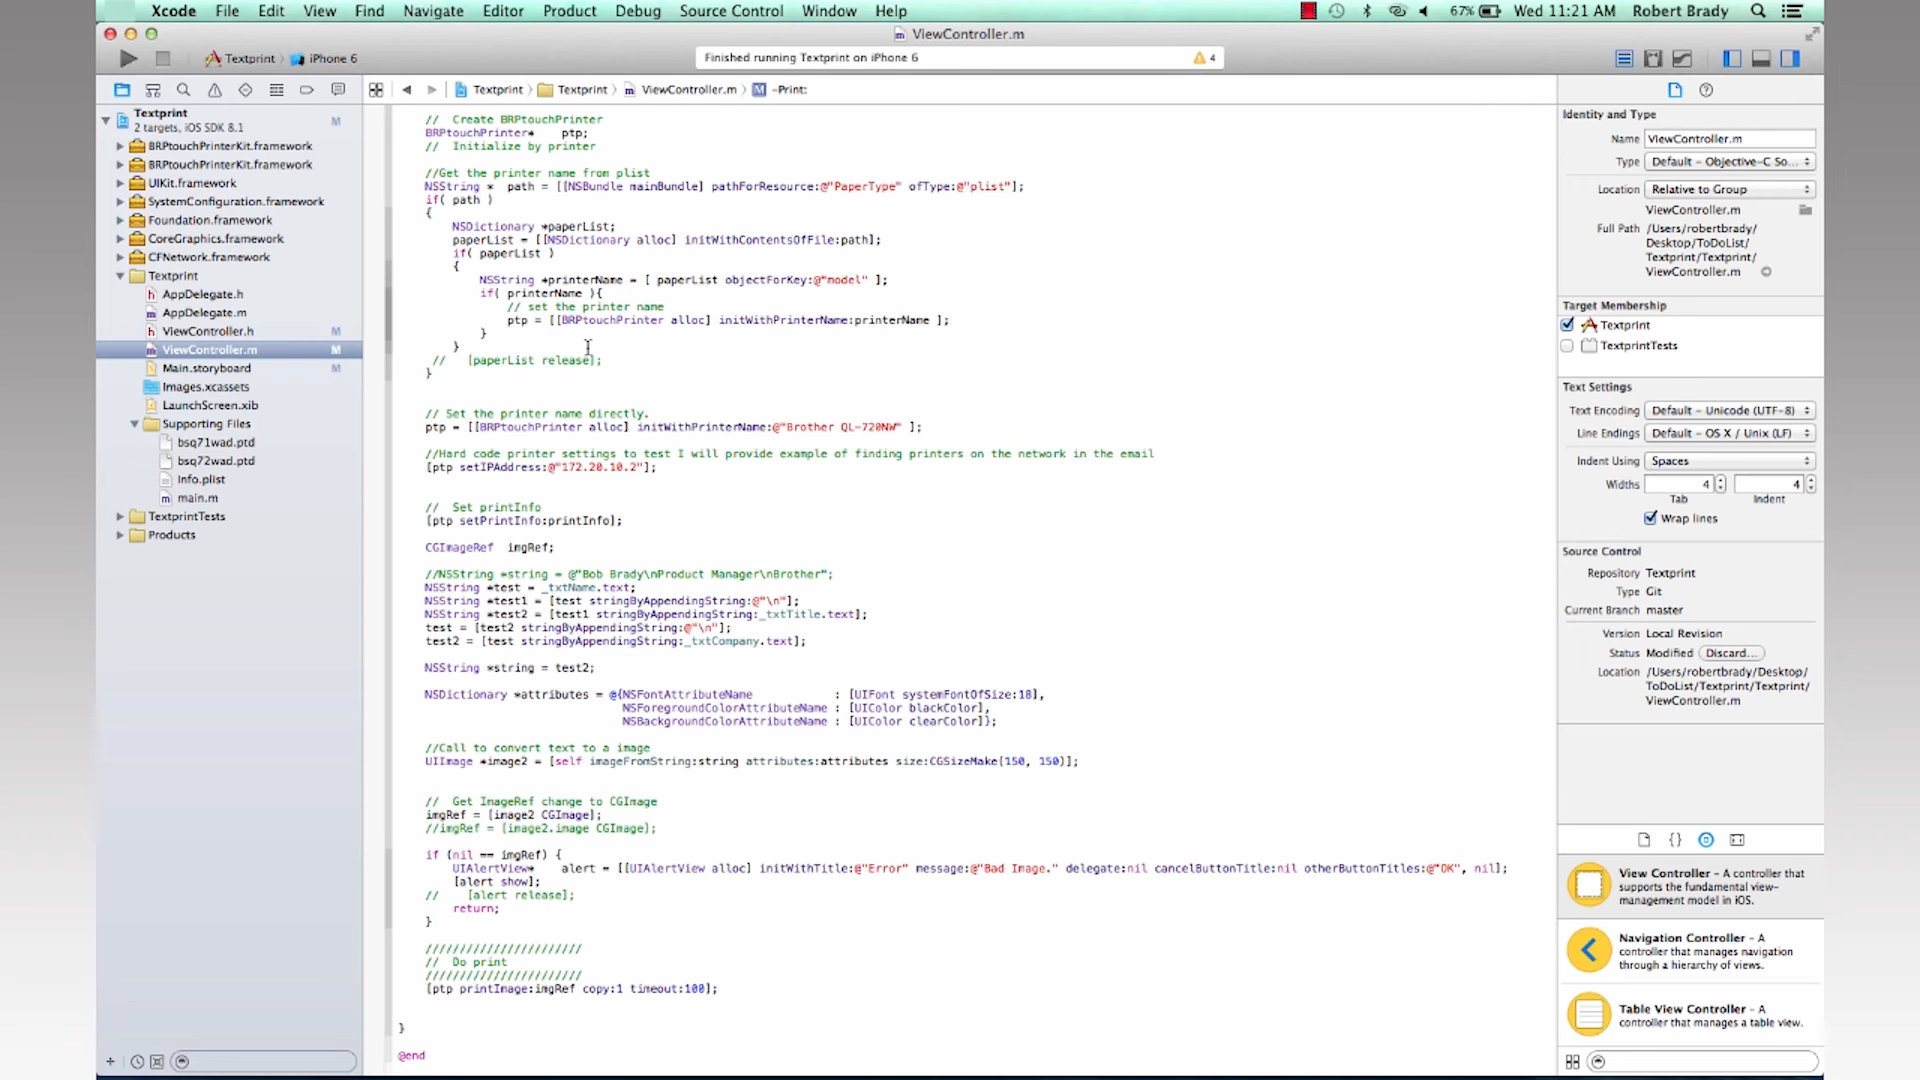 Xcode File Edit View Find Navigate Editor Product Debug Source Control Window Help 67% Wed 11:21 AM Robert Brady
ViewController.m
Textprint iPhone 6 Finished running Textprint on iPhone 6 4
Textprint Textprint ViewController.m M -Print:
Textprint M
2 targets, iOS SDK 8.1
BRPtouchPrinterKit.framework
BRPtouchPrinterKit.framework
UIKit.framework
SystemConfiguration.framework
Foundation.framework
CoreGraphics.framework
CFNetwork.framework
Textprint
h AppDelegate.h
m AppDelegate.m
h ViewController.h M
m ViewController.m M
Main.storyboard M
Images.xcassets
LaunchScreen.xib
Supporting Files
bsq71wad.ptd
bsq72wad.ptd
Info.plist
m main.m
TextprintTests
Products
// Create BRPtouchPrinter
BRPtouchPrinter* ptp;
// Initialize by printer
//Get the printer name from plist
NSString * path = [[NSBundle mainBundle] pathForResource:@"PaperType" ofType:@"plist"];
if( path )
{
NSDictionary *paperList;
paperList = [[NSDictionary alloc] initWithContentsOfFile:path];
if( paperList )
{
NSString *printerName = [ paperList objectForKey:@"model" ];
if( printerName ){
// set the printer name
ptp = [[BRPtouchPrinter alloc] initWithPrinterName:printerName ];
}
}
// [paperList release];
}
// Set the printer name directly.
ptp = [[BRPtouchPrinter alloc] initWithPrinterName:@"Brother QL-720NW" ];
//Hard code printer settings to test I will provide example of finding printers on the network in the email
[ptp setIPAddress:@"172.20.10.2"];
// Set printInfo
[ptp setPrintInfo:printInfo];
CGImageRef imgRef;
//NSString *string = @"Bob Brady\nProduct Manager\nBrother";
NSString *test = _txtName.text;
NSString *test1 = [test stringByAppendingString:@"\n"];
NSString *test2 = [test1 stringByAppendingString:_txtTitle.text];
test = [test2 stringByAppendingString:@"\n"];
test2 = [test stringByAppendingString:_txtCompany.text];
NSString *string = test2;
NSDictionary *attributes = @{NSFontAttributeName : [UIFont systemFontOfSize:18],
NSForegroundColorAttributeName : [UIColor blackColor],
NSBackgroundColorAttributeName : [UIColor clearColor]};
//Call to convert text to a image
UIImage *image2 = [self imageFromString:string attributes:attributes size:CGSizeMake(150, 150)];
// Get ImageRef change to CGImage
imgRef = [image2 CGImage];
//imgRef = [image2.image CGImage];
if (nil == imgRef) {
UIAlertView* alert = [[UIAlertView alloc] initWithTitle:@"Error" message:@"Bad Image." delegate:nil cancelButtonTitle:nil otherButtonTitles:@"OK", nil];
[alert show];
// [alert release];
return;
}
///////////////////////
// Do print
///////////////////////
[ptp printImage:imgRef copy:1 timeout:100];
}
@end
Identity and Type
Name ViewController.m
Type Default - Objective-C So...
Location Relative to Group
ViewController.m
Full Path /Users/robertbrady/
Desktop/ToDoList/
Textprint/Textprint/
ViewController.m
Target Membership
Textprint
TextprintTests
Text Settings
Text Encoding Default - Unicode (UTF-8)
Line Endings Default - OS X / Unix (LF)
Indent Using Spaces
Widths 4 4
Tab Indent
Wrap lines
Source Control
Repository Textprint
Type Git
Current Branch master
Version Local Revision
Status Modified Discard...
Location /Users/robertbrady/Desktop/
ToDoList/Textprint/Textprint/
ViewController.m
View Controller - A controller that
supports the fundamental view-
management model in iOS.
Navigation Controller - A
controller that manages navigation
through a hierarchy of views.
Table View Controller - A
controller that manages a table view.